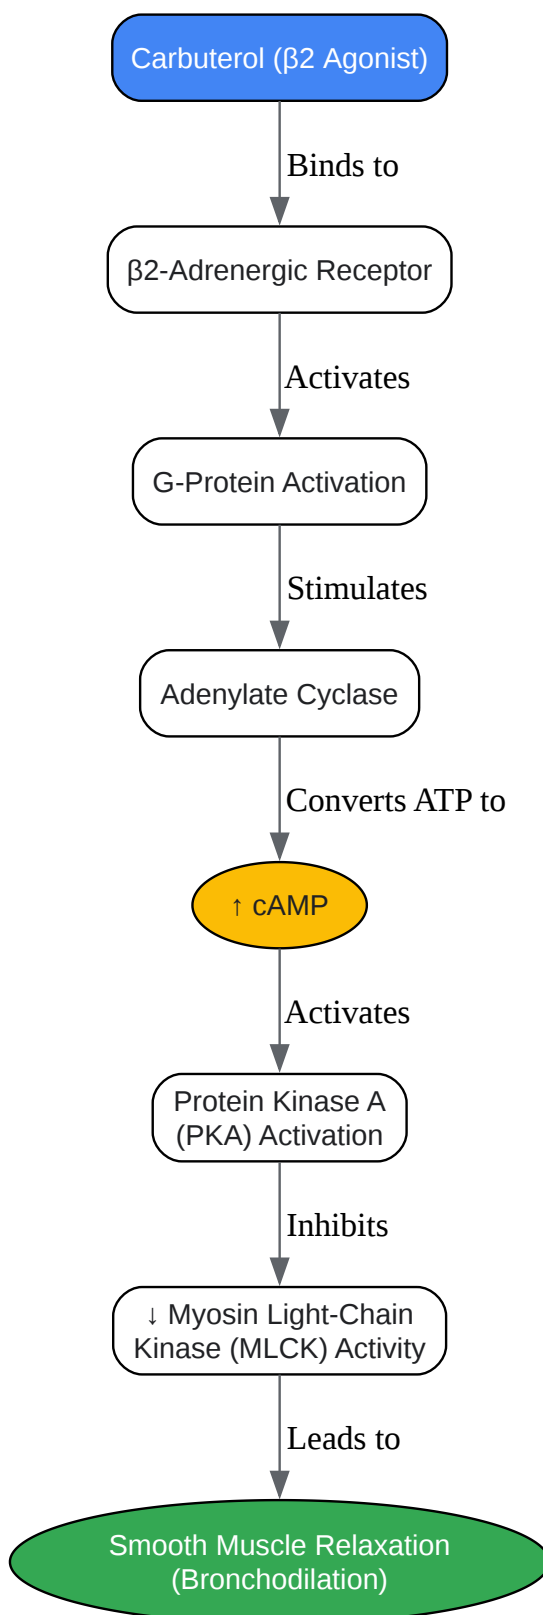 Carbuterol (β2 Agonist)
Binds to
β2-Adrenergic Receptor
Activates
G-Protein Activation
Stimulates
Adenylate Cyclase
Converts ATP to
↑ cAMP
Activates
Protein Kinase A
(PKA) Activation
Inhibits
↓ Myosin Light-Chain
Kinase (MLCK) Activity
Leads to
Smooth Muscle Relaxation
(Bronchodilation)